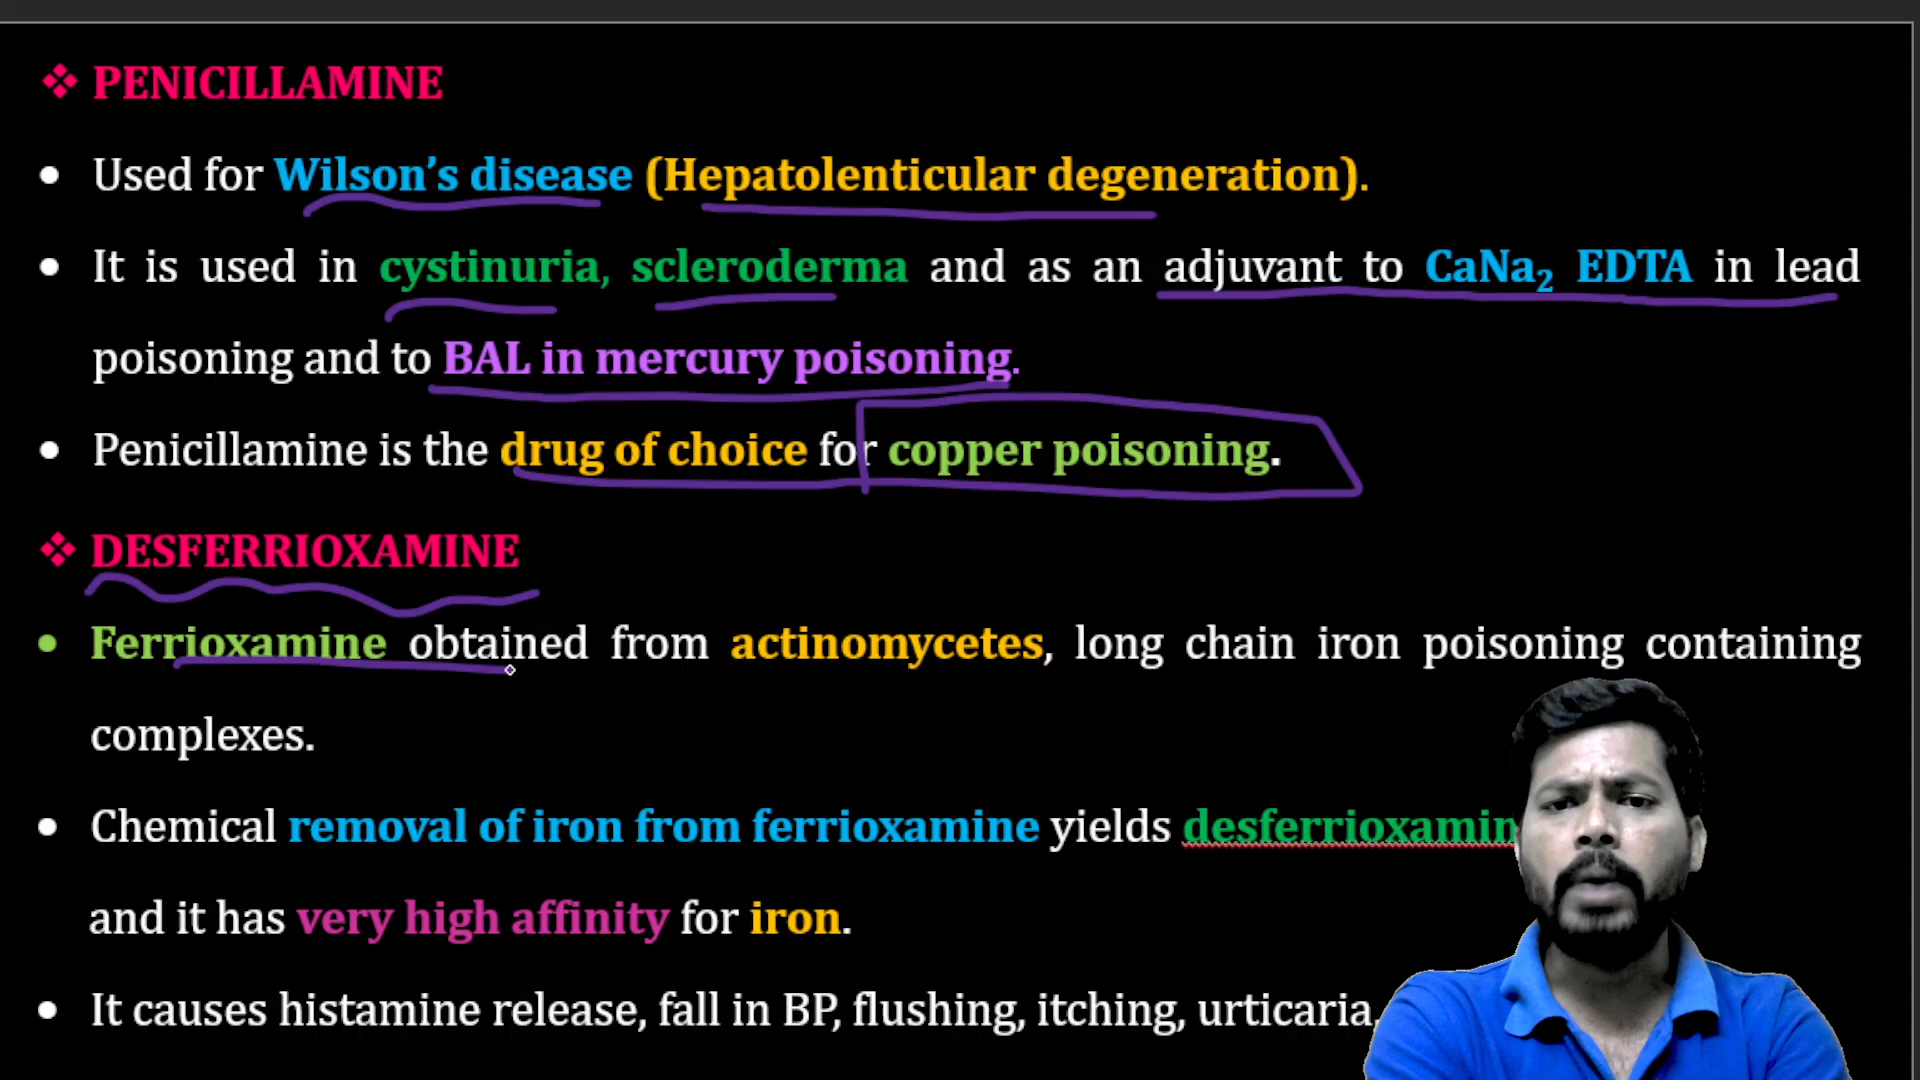 ❖ PENICILLAMINE
• Used for Wilson’s disease (Hepatolenticular degeneration).
• It is used in cystinuria, scleroderma and as an adjuvant to CaNa₂ EDTA in lead
poisoning and to BAL in mercury poisoning.
• Penicillamine is the drug of choice for copper poisoning.
❖ DESFERRIOXAMINE
• Ferrioxamine obtained from actinomycetes, long chain iron poisoning containing
complexes.
• Chemical removal of iron from ferrioxamine yields desferrioxamin
and it has very high affinity for iron.
• It causes histamine release, fall in BP, flushing, itching, urticaria,